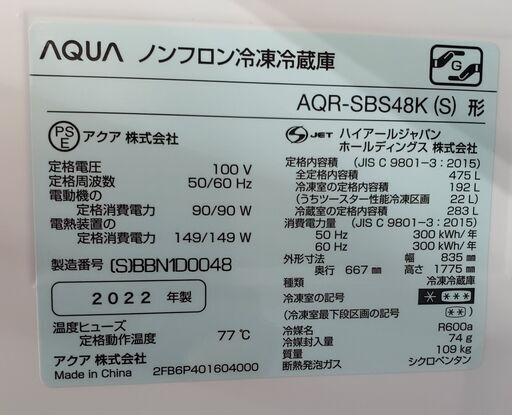 AQUA ノンフロン冷凍冷蔵庫
G
AQR-SBS48K (S) 形
PS E アクア 株式会社
定格電圧 100 V
定格周波数 50/60 Hz
電動機の
定格消費電力 90/90 W
電熱装置の
定格消費電力 149/149 W
製造番号 (S)BBN1D0048
2022 年製
温度ヒューズ
定格動作温度 77℃
アクア 株式会社
Made in China 2FB6P401604000
S JET ハイアールジャパン
ホールディングス 株式会社
定格内容積 (JIS C 9801-3 : 2015)
全定格内容積 475 L
冷凍室の定格内容積 192 L
(うちツースター性能冷凍区画 22 L)
冷蔵室の定格内容積 283 L
消費電力量 (JIS C 9801-3 : 2015)
50 Hz 300 kWh/年
60 Hz 300 kWh/年
外形寸法 幅 835 mm
奥行 667 mm 高さ 1775 mm
種類 冷凍冷蔵庫
冷凍室の記号 * ***
(冷凍室最下段区画の記号 **)
冷媒名 R600a
冷媒封入量 74 g
質量 109 kg
断熱発泡ガス シクロペンタン